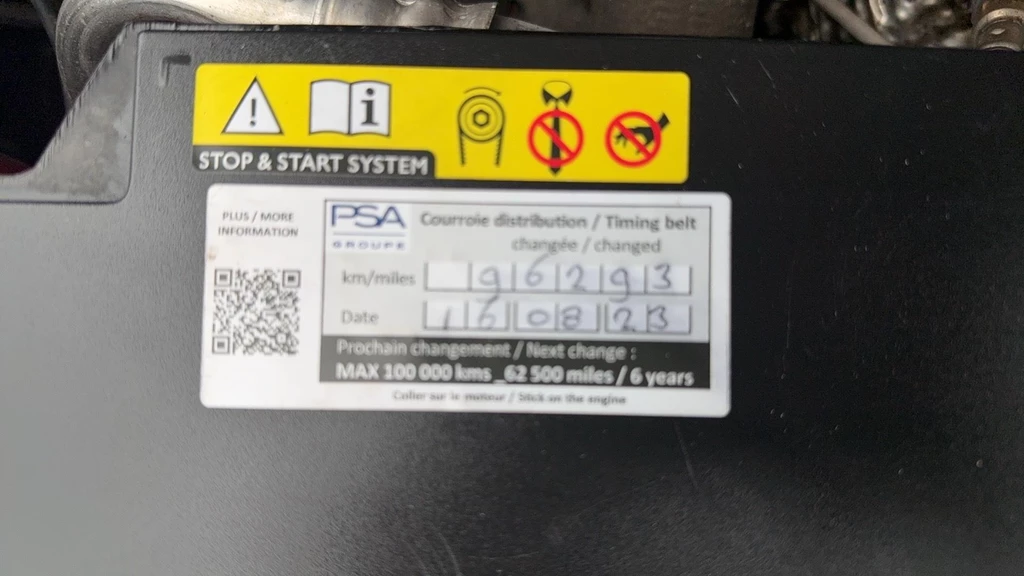 STOP & START SYSTEM
PLUS / MORE
INFORMATION
PSA
GROUPE
Courroie distribution / Timing belt
changée / changed
km/miles 96293
Date 16 08 23
Prochain changement / Next change :
MAX 100 000 kms _62 500 miles / 6 years
Coller sur le moteur / Stick on the engine